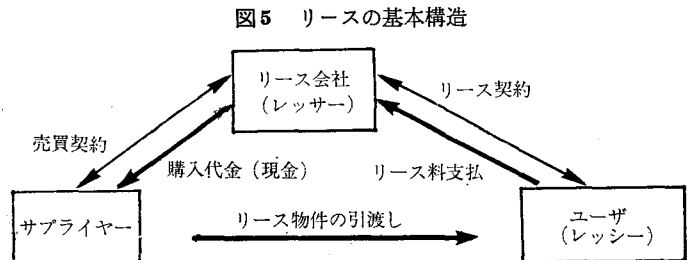 図5 リースの基本構造
リース会社
(レッサー)
リース契約
売買契約
購入代金(現金)
リース料支払
サプライヤー
リース物件の引渡し
ユーザ
(レッシー)